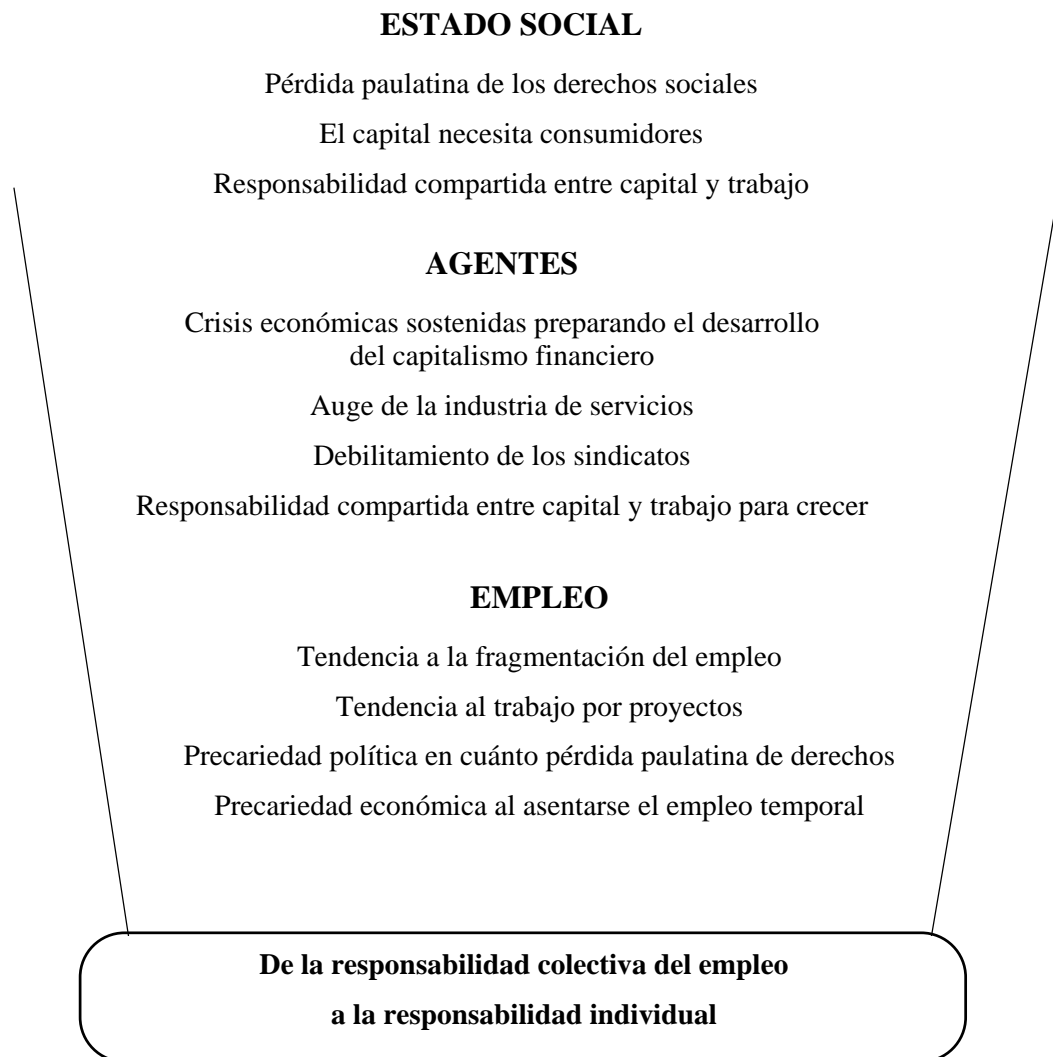 ESTADO SOCIAL
Pérdida paulatina de los derechos sociales
El capital necesita consumidores
Responsabilidad compartida entre capital y trabajo
AGENTES
Crisis económicas sostenidas preparando el desarrollo
del capitalismo financiero
Auge de la industria de servicios
Debilitamiento de los sindicatos
Responsabilidad compartida entre capital y trabajo para crecer
EMPLEO
Tendencia a la fragmentación del empleo
Tendencia al trabajo por proyectos
Precariedad política en cuánto pérdida paulatina de derechos
Precariedad económica al asentarse el empleo temporal
De la responsabilidad colectiva del empleo
a la responsabilidad individual